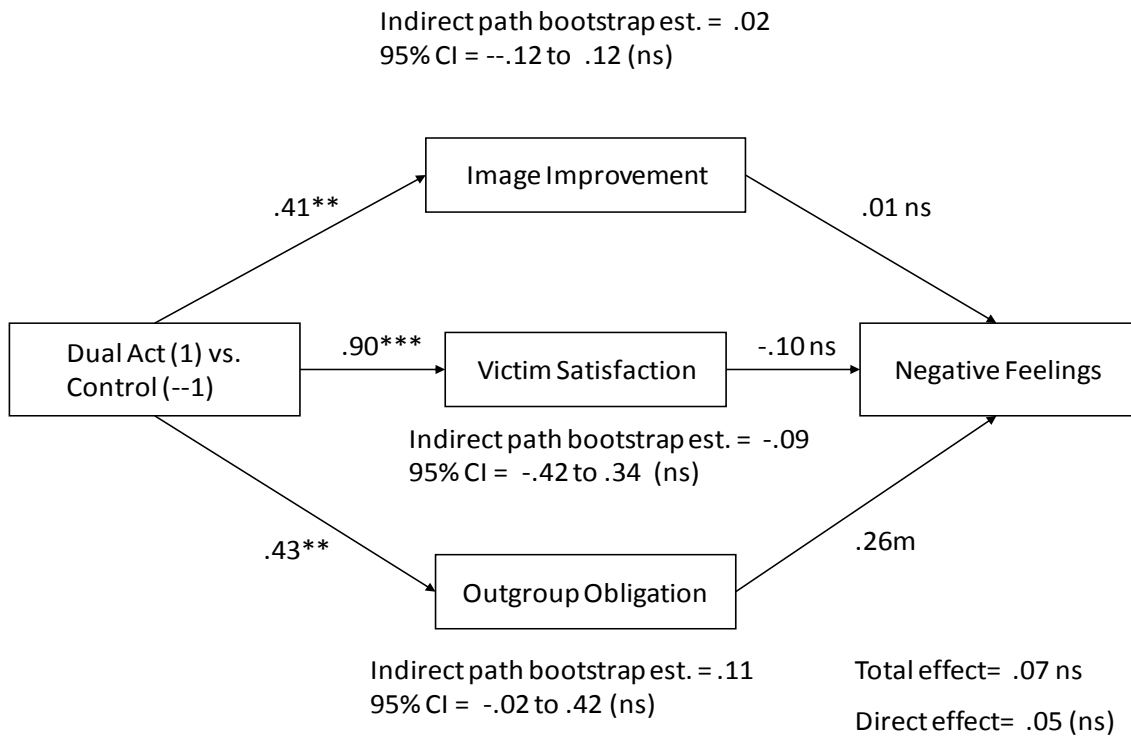 Indirect path bootstrap est. = .02
95% CI = --.12 to .12 (ns)
Image Improvement
.41**
.01 ns
Dual Act (1) vs.
Control (--1)
.90***
Victim Satisfaction
-.10 ns
Negative Feelings
Indirect path bootstrap est. = -.09
95% CI = -.42 to .34 (ns)
.43**
.26m
Outgroup Obligation
Indirect path bootstrap est. = .11
95% CI = -.02 to .42 (ns)
Total effect= .07 ns
Direct effect= .05 (ns)